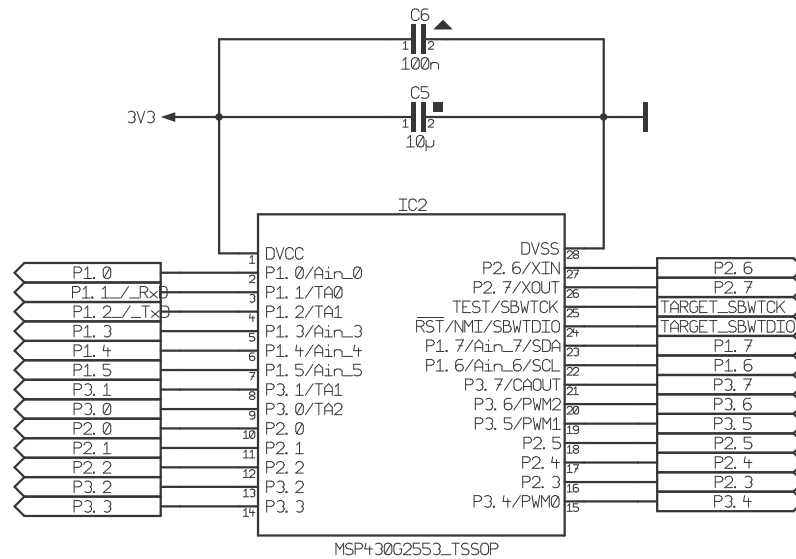 C6
1 2
100n
C5
3V3
1 2
10µ
IC2
DVCC
DVSS
1
28
P1.0
P1.0/Ain_0
P2.6/XIN
P2.6
2
27
P1.1_/_RxD
P1.1/TA0
P2.7/XOUT
P2.7
3
26
P1.2_/_TxD
P1.2/TA1
TEST/SBWTCK
TARGET_SBWTCK
4
25
P1.3
P1.3/Ain_3
RST/NMI/SBWTDIO
TARGET_SBWTDIO
5
24
P1.4
P1.4/Ain_4
P1.7/Ain_7/SDA
P1.7
6
23
P1.5
P1.5/Ain_5
P1.6/Ain_6/SCL
P1.6
7
22
P3.1
P3.1/TA1
P3.7/CAOUT
P3.7
8
21
P3.0
P3.0/TA2
P3.6/PWM2
P3.6
9
20
P2.0
P2.0
P3.5/PWM1
P3.5
10
19
P2.1
P2.1
P2.5
P2.5
11
18
P2.2
P2.2
P2.4
P2.4
12
17
P3.2
P3.2
P2.3
P2.3
13
16
P3.3
P3.3
P3.4/PWM0
P3.4
14
15
MSP430G2553_TSSOP